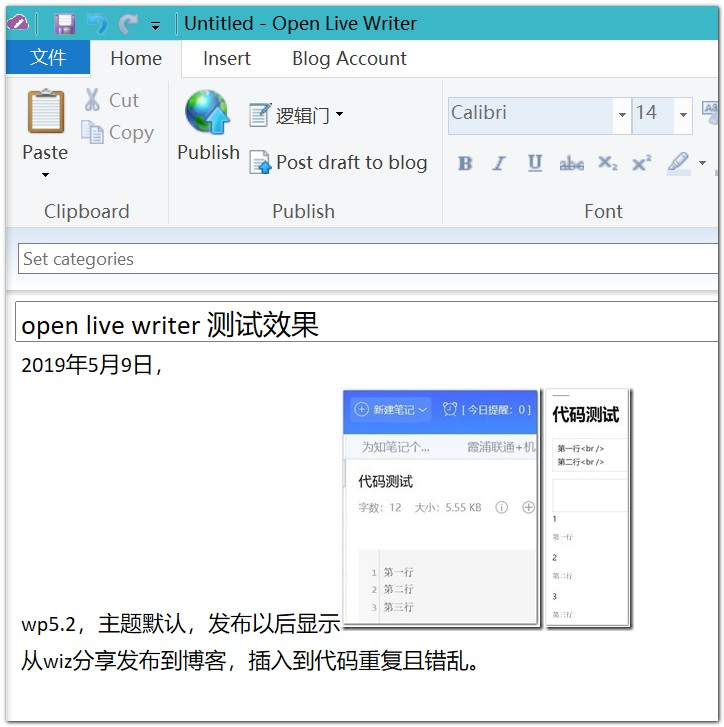 Untitled - Open Live Writer
文件 Home Insert Blog Account
Paste
Cut
Copy
Clipboard
Publish
逻辑门
Post draft to blog
Publish
Calibri 14
B I U abc X₂ X²
Font
Set categories
open live writer 测试效果
2019年5月9日，
新建笔记 [ 今日提醒：0 ]
为知笔记个... 霞浦联通+机
代码测试
字数：12 大小：5.55 KB
1 第一行
2 第二行
3 第三行
代码测试
第一行<br />
第二行<br />
1
第一行
2
第二行
3
第三行
wp5.2，主题默认，发布以后显示
从wiz分享发布到博客，插入到代码重复且错乱。